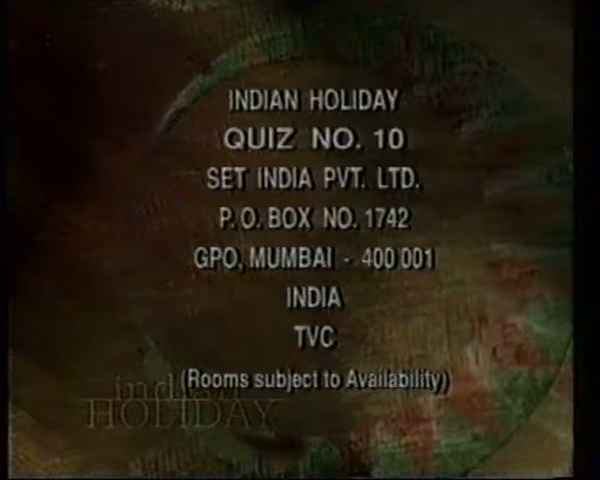 INDIAN HOLIDAY
QUIZ NO. 10
SET INDIA PVT. LTD.
P. O. BOX NO. 1742
GPO, MUMBAI - 400 001
INDIA
TVC
(Rooms subject to Availability)
indian
HOLIDAY